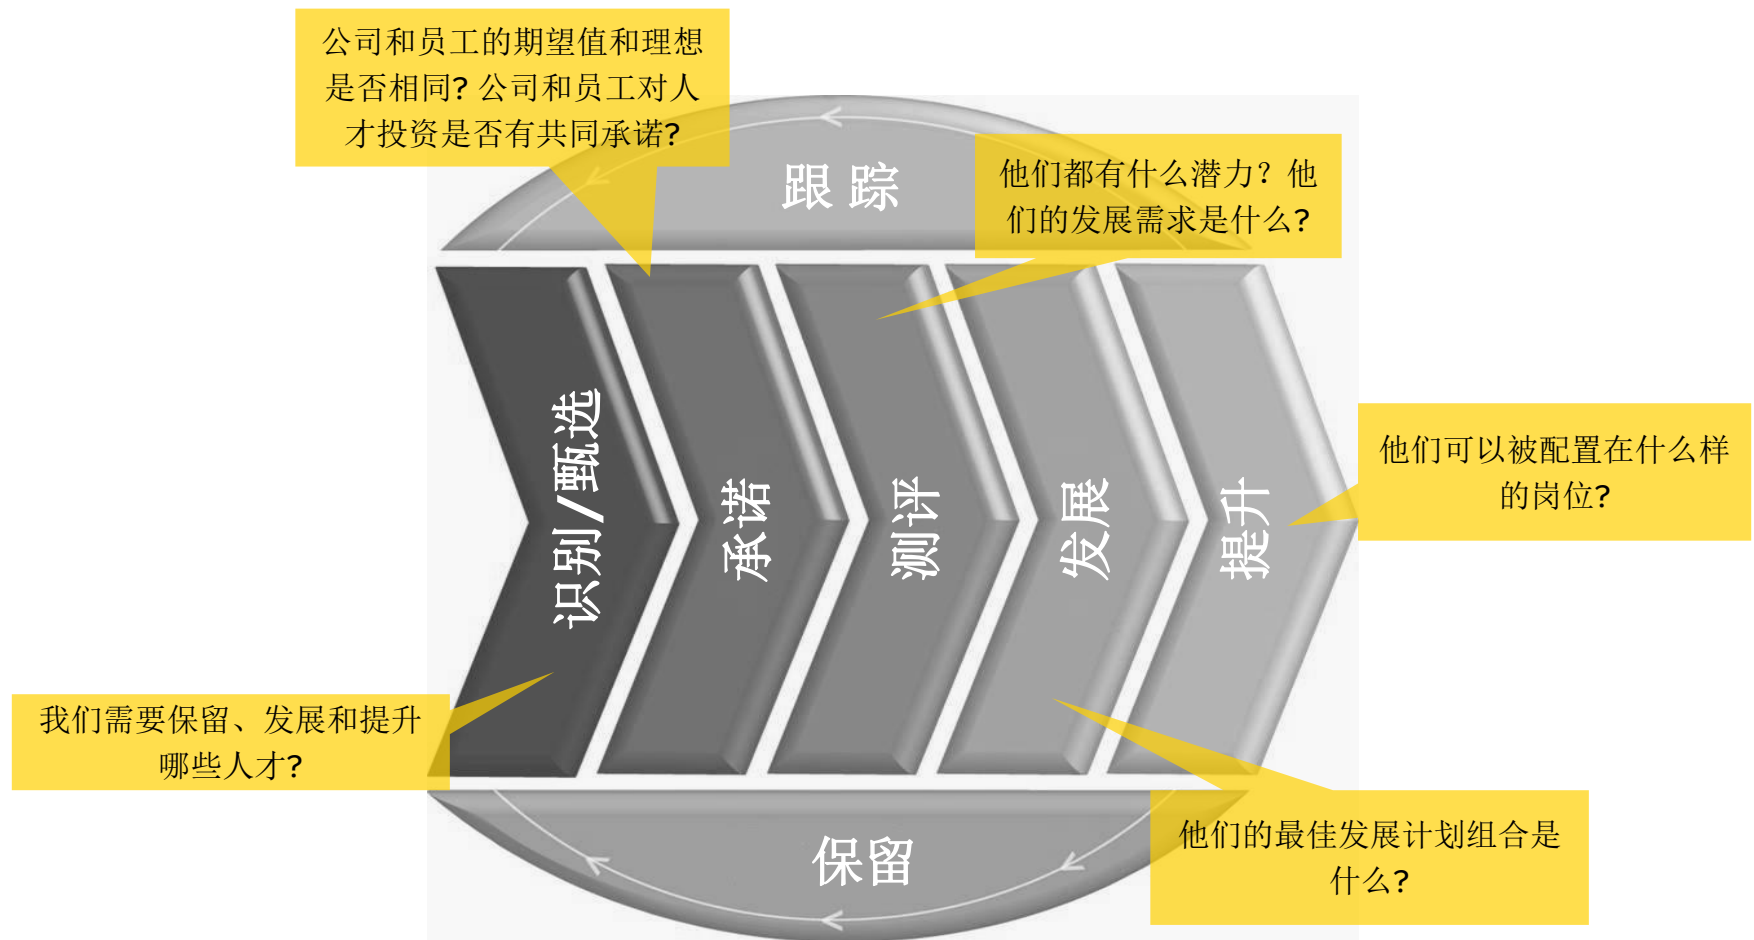 公司和员工的期望值和理想
是否相同? 公司和员工对人
才投资是否有共同承诺?
跟 踪
他们都有什么潜力？他
们的发展需求是什么?
识别/甄选
承诺
测评
发展
提升
他们可以被配置在什么样
的岗位?
我们需要保留、发展和提升
哪些人才?
他们的最佳发展计划组合是
什么?
保留